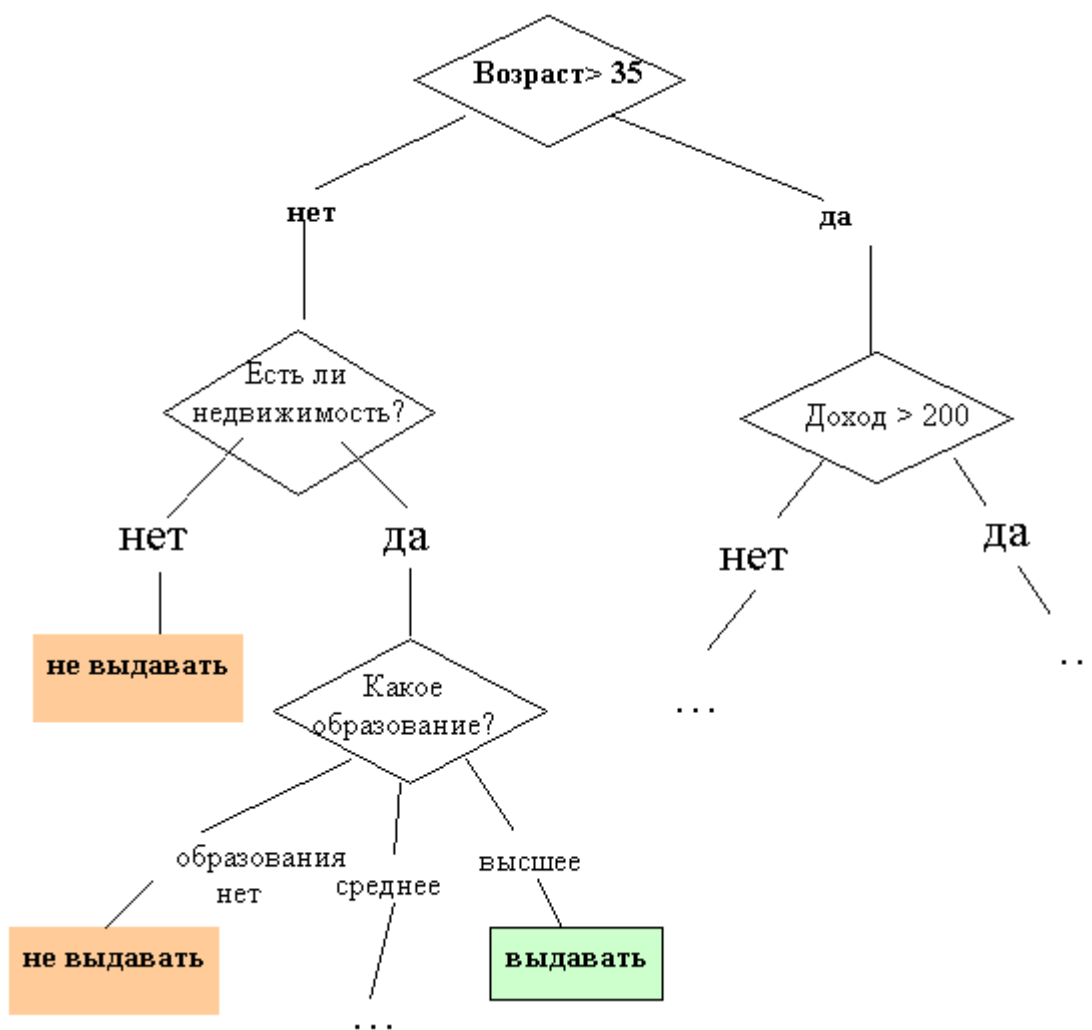 Возраст> 35
нет
да
Есть ли
недвижимость?
Доход > 200
нет
да
нет
да
не выдавать
Какое
образование?
...
..
образования
нет
среднее
высшее
не выдавать
выдавать
...